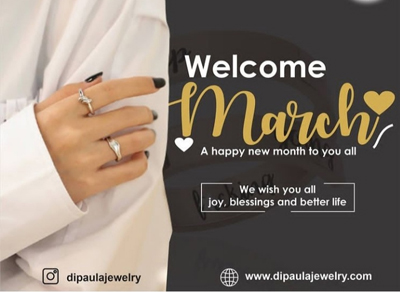 Welcome
March
A happy new month to you all
We wish you all
joy, blessings and better life
dipaulajewelry
www.dipaulajewelry.com